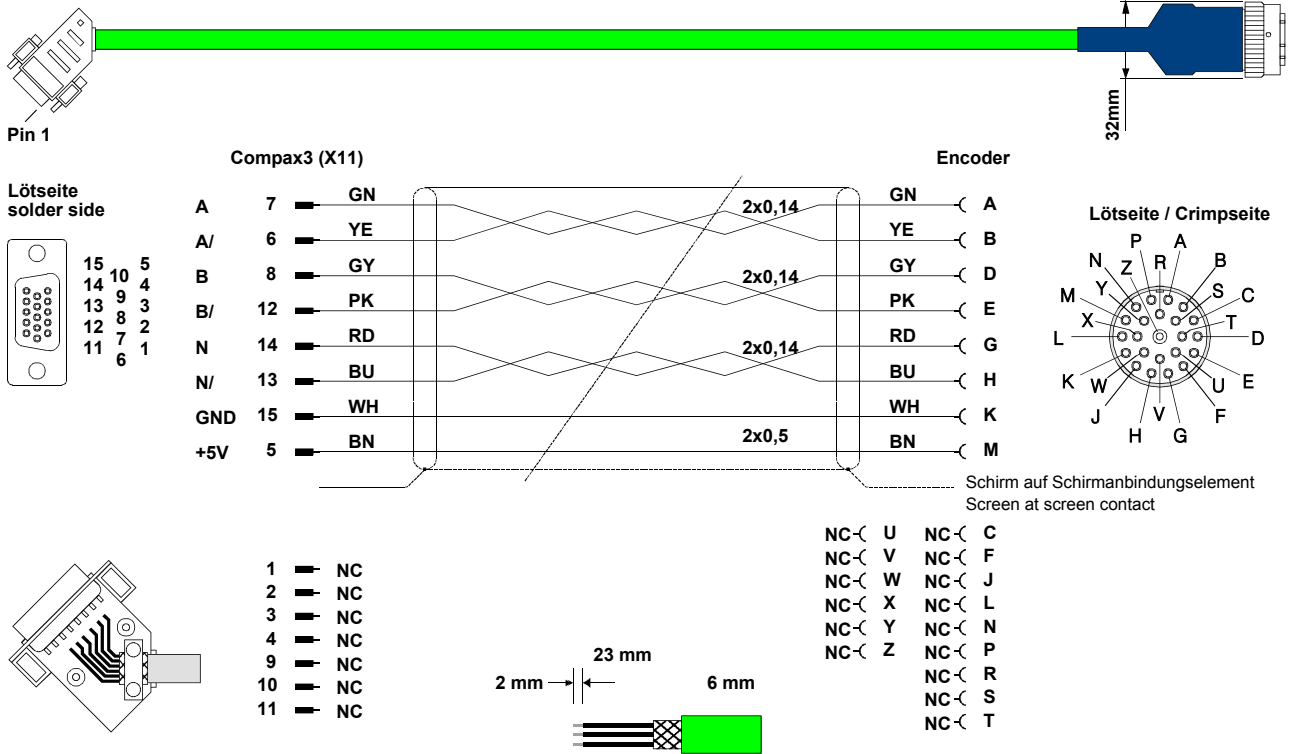 Pin 1
32mm
Compax3 (X11)
Encoder
Lötseite
solder side
15 10 5
14 9 4
13 8 3
12 7 2
11 6 1
A 7 GN 2x0,14 GN A
A/ 6 YE YE B
B 8 GY 2x0,14 GY D
B/ 12 PK PK E
N 14 RD 2x0,14 RD G
N/ 13 BU BU H
GND 15 WH WH K
+5V 5 BN 2x0,5 BN M
Lötseite / Crimpseite
P R A
N Z B
M Y S C
X T
L D
K W U E
J V F
H G
Schirm auf Schirmanbindungselement
Screen at screen contact
NC U NC C
NC V NC F
NC W NC J
NC X NC L
NC Y NC N
NC Z NC P
NC R
NC S
NC T
1 NC
2 NC
3 NC
4 NC
9 NC
10 NC
11 NC
23 mm
2 mm 6 mm